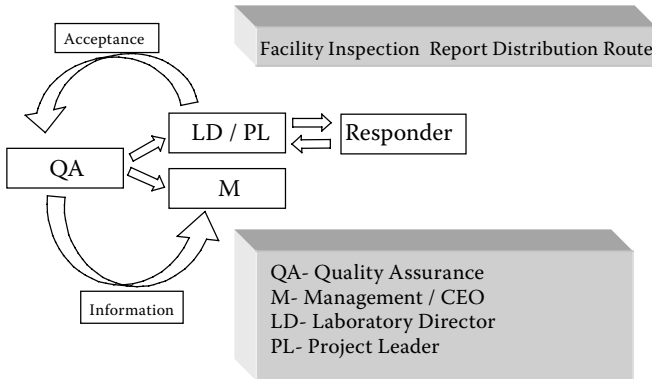 Acceptance
Facility Inspection Report Distribution Route
LD / PL
Responder
QA
M
Information
QA- Quality Assurance
M- Management / CEO
LD- Laboratory Director
PL- Project Leader